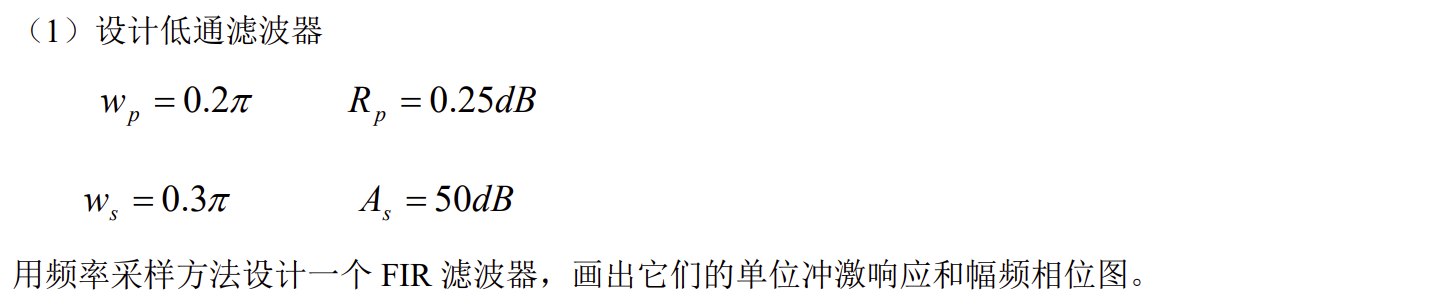 （1）设计低通滤波器
w_p = 0.2π R_p = 0.25dB
w_s = 0.3π A_s = 50dB
用频率采样方法设计一个 FIR 滤波器，画出它们的单位冲激响应和幅频相位图。